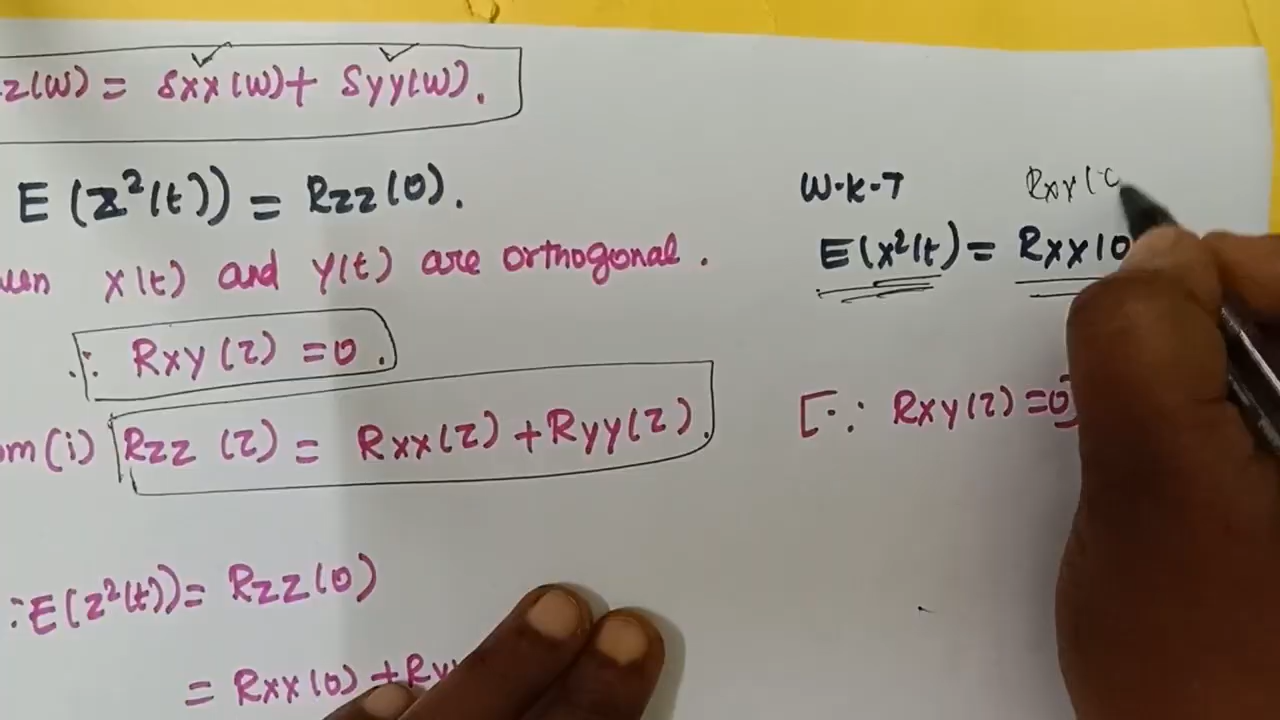 z(ω) = Sxx(ω) + Syy(ω).
E(Z²(t)) = Rzz(0).
W.K.T
Rxy(0
E(x²(t) = Rxx(0
x(t) and y(t) are orthogonal.
∴ Rxy(τ) = 0.
(i) Rzz(τ) = Rxx(τ) + Ryy(τ).
[∵ Rxy(τ) = 0]
E(z²(t)) = Rzz(0)
= Rxx(0) +